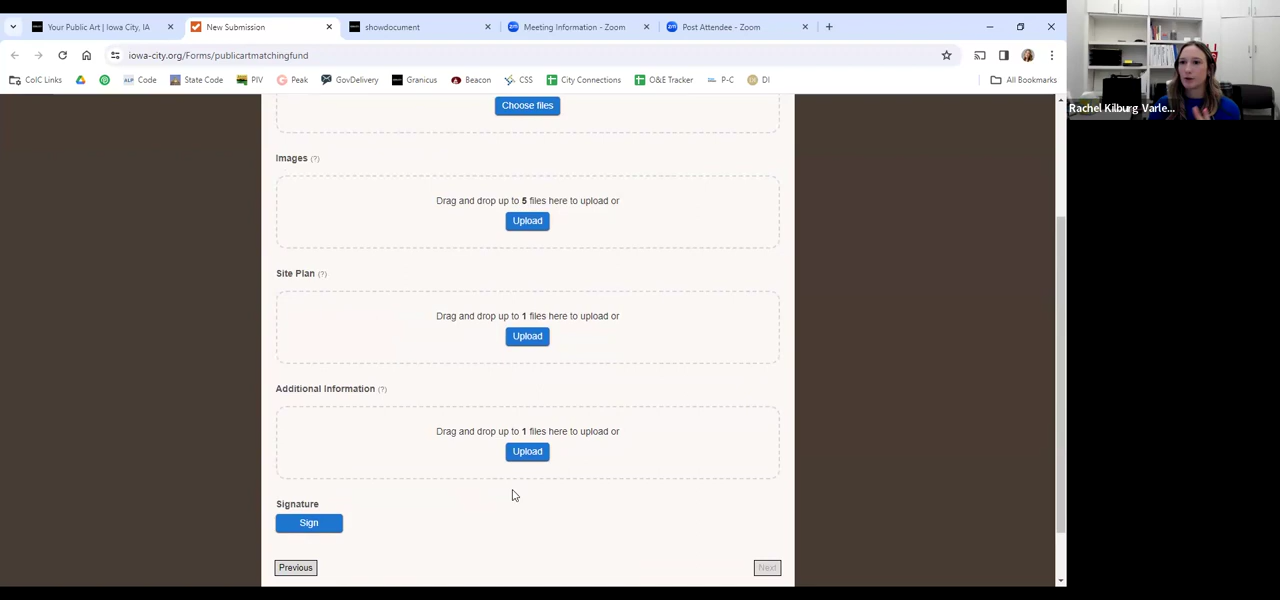 Your Public Art | Iowa City, IA
New Submission
showdocument
Meeting Information - Zoom
Post Attendee - Zoom
iowa-city.org/Forms/publicartmatchingfund
CoIC Links
ALP Code
State Code
PIV
Peak
GovDelivery
Granicus
Beacon
CSS
City Connections
O&E Tracker
P-C
DI
All Bookmarks
Rachel Kilburg Varle...
Choose files
Images (?)
Drag and drop up to 5 files here to upload or
Upload
Site Plan (?)
Drag and drop up to 1 files here to upload or
Upload
Additional Information (?)
Drag and drop up to 1 files here to upload or
Upload
Signature
Sign
Previous
Next